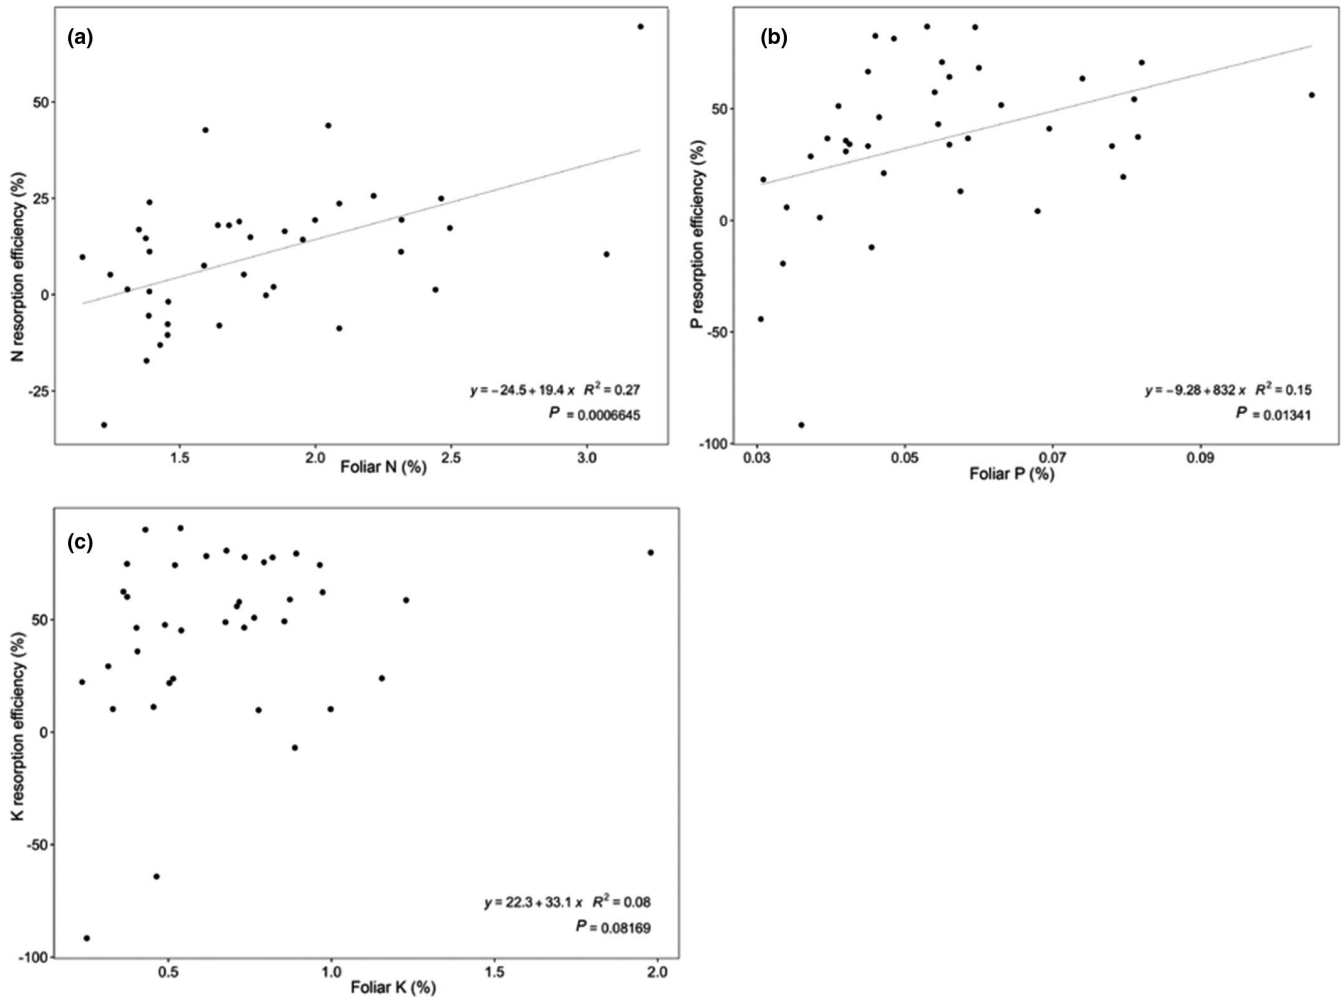 (a)
N resorption efficiency (%)
50
25
0
-25
y = −24.5 + 19.4 x R² = 0.27
P = 0.0006645
1.5 2.0 2.5 3.0
Foliar N (%)
(b)
P resorption efficiency (%)
50
0
-50
-100
y = −9.28 + 832 x R² = 0.15
P = 0.01341
0.03 0.05 0.07 0.09
Foliar P (%)
(c)
K resorption efficiency (%)
50
0
-50
-100
y = 22.3 + 33.1 x R² = 0.08
P = 0.08169
0.5 1.0 1.5 2.0
Foliar K (%)